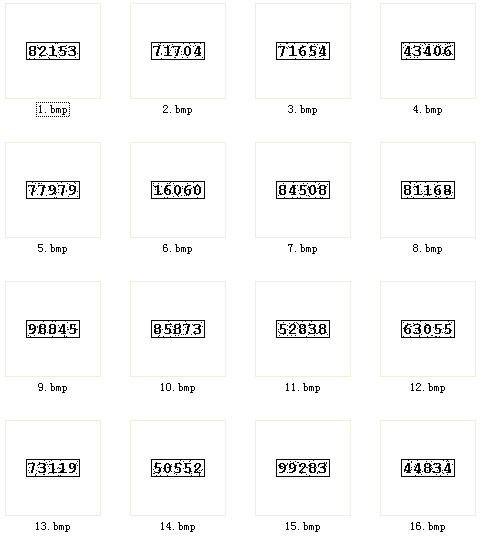 82153 71704 71654 43406
1.bmp 2.bmp 3.bmp 4.bmp
77979 16060 84508 81168
5.bmp 6.bmp 7.bmp 8.bmp
98845 85873 52838 63055
9.bmp 10.bmp 11.bmp 12.bmp
73119 50552 99283 44834
13.bmp 14.bmp 15.bmp 16.bmp